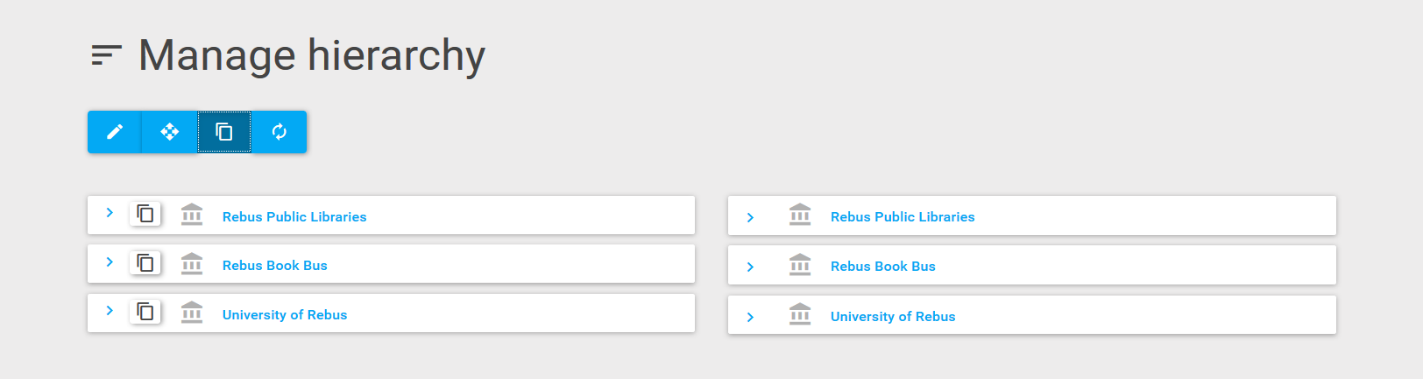 Manage hierarchy
Rebus Public Libraries
Rebus Book Bus
University of Rebus
Rebus Public Libraries
Rebus Book Bus
University of Rebus